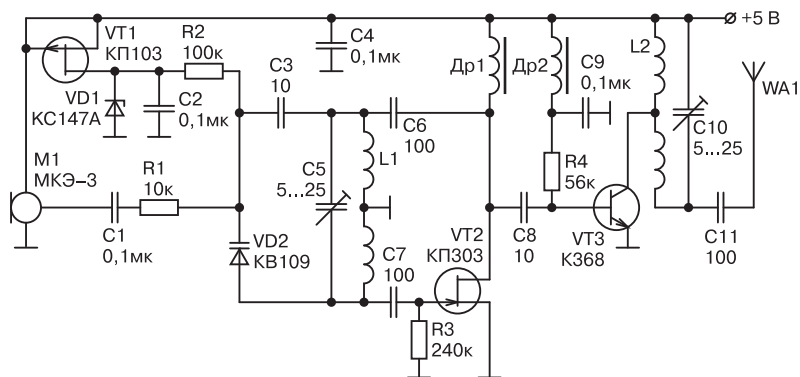 VT1
КП103
R2
100к
C4
0,1мк
+5 В
VD1
КС147А
C2
0,1мк
C3
10
Др1
Др2
C9
0,1мк
L2
WA1
C10
5...25
М1
МКЭ–3
R1
10к
C5
5...25
L1
C6
100
R4
56к
C1
0,1мк
VD2
КВ109
C7
100
VT2
КП303
C8
10
VT3
К368
C11
100
R3
240к